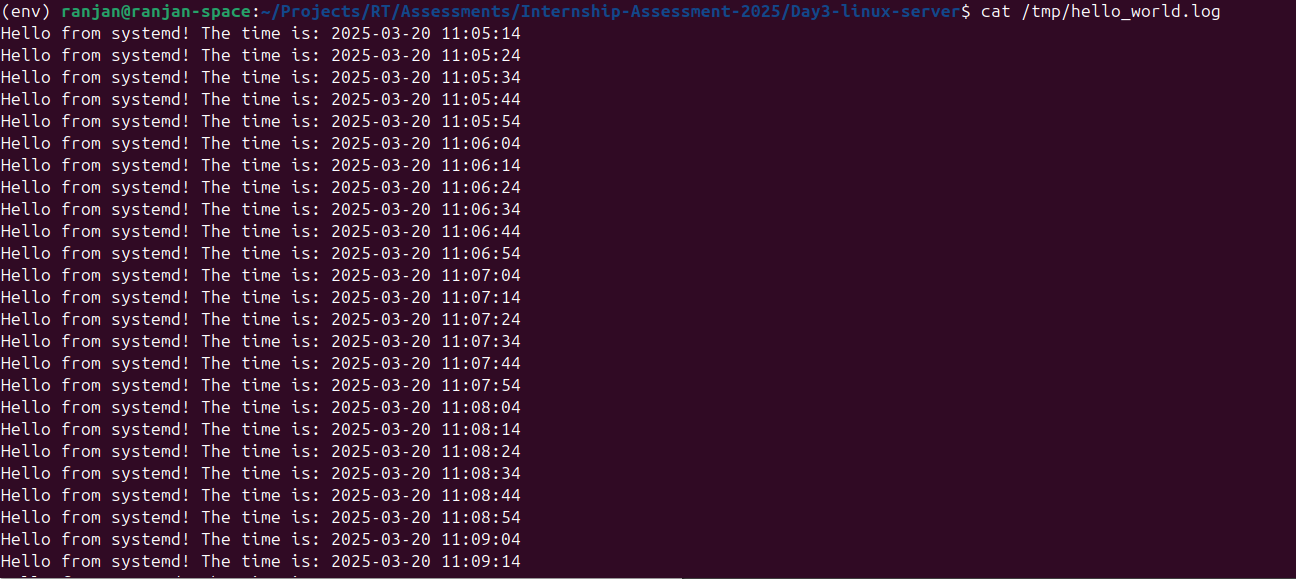 (env) ranjan@ranjan-space:~/Projects/RT/Assessments/Internship-Assessment-2025/Day3-linux-server$ cat /tmp/hello_world.log
Hello from systemd! The time is: 2025-03-20 11:05:14
Hello from systemd! The time is: 2025-03-20 11:05:24
Hello from systemd! The time is: 2025-03-20 11:05:34
Hello from systemd! The time is: 2025-03-20 11:05:44
Hello from systemd! The time is: 2025-03-20 11:05:54
Hello from systemd! The time is: 2025-03-20 11:06:04
Hello from systemd! The time is: 2025-03-20 11:06:14
Hello from systemd! The time is: 2025-03-20 11:06:24
Hello from systemd! The time is: 2025-03-20 11:06:34
Hello from systemd! The time is: 2025-03-20 11:06:44
Hello from systemd! The time is: 2025-03-20 11:06:54
Hello from systemd! The time is: 2025-03-20 11:07:04
Hello from systemd! The time is: 2025-03-20 11:07:14
Hello from systemd! The time is: 2025-03-20 11:07:24
Hello from systemd! The time is: 2025-03-20 11:07:34
Hello from systemd! The time is: 2025-03-20 11:07:44
Hello from systemd! The time is: 2025-03-20 11:07:54
Hello from systemd! The time is: 2025-03-20 11:08:04
Hello from systemd! The time is: 2025-03-20 11:08:14
Hello from systemd! The time is: 2025-03-20 11:08:24
Hello from systemd! The time is: 2025-03-20 11:08:34
Hello from systemd! The time is: 2025-03-20 11:08:44
Hello from systemd! The time is: 2025-03-20 11:08:54
Hello from systemd! The time is: 2025-03-20 11:09:04
Hello from systemd! The time is: 2025-03-20 11:09:14